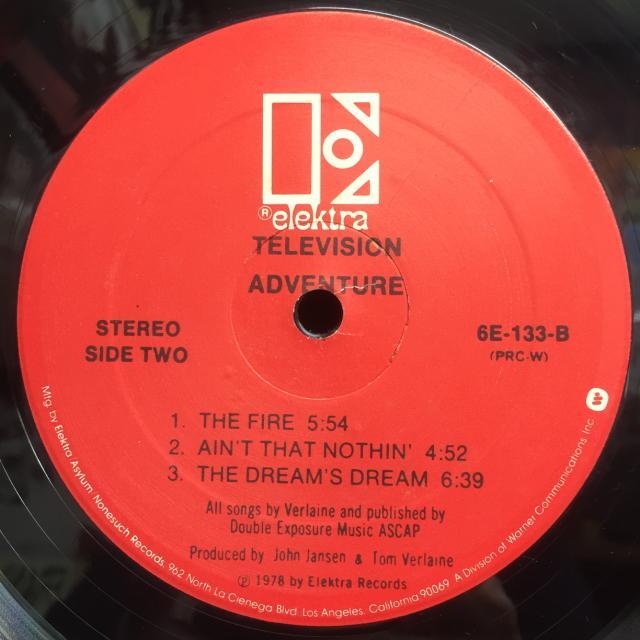 ® elektra
TELEVISION
ADVENTURE
STEREO
SIDE TWO
6E-133-B
(PRC-W)
1. THE FIRE 5:54
2. AIN'T THAT NOTHIN' 4:52
3. THE DREAM'S DREAM 6:39
All songs by Verlaine and published by
Double Exposure Music ASCAP
Produced by John Jansen & Tom Verlaine
℗ 1978 by Elektra Records
Mfg. by Elektra Asylum Nonesuch Records, 962 North La Cienega Blvd. Los Angeles, California 90069 A Division of Warner Communications Inc.